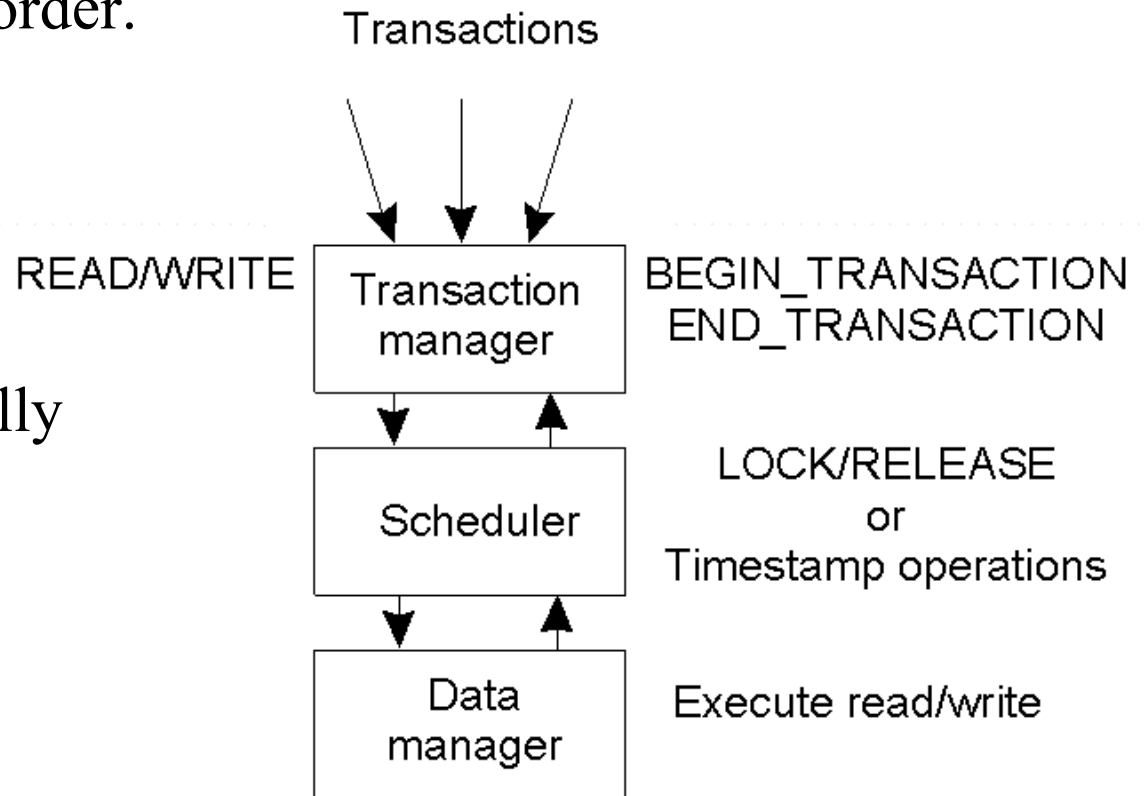 order.
Transactions
READ/WRITE
Transaction
manager
BEGIN_TRANSACTION
END_TRANSACTION
lly
Scheduler
LOCK/RELEASE
or
Timestamp operations
Data
manager
Execute read/write